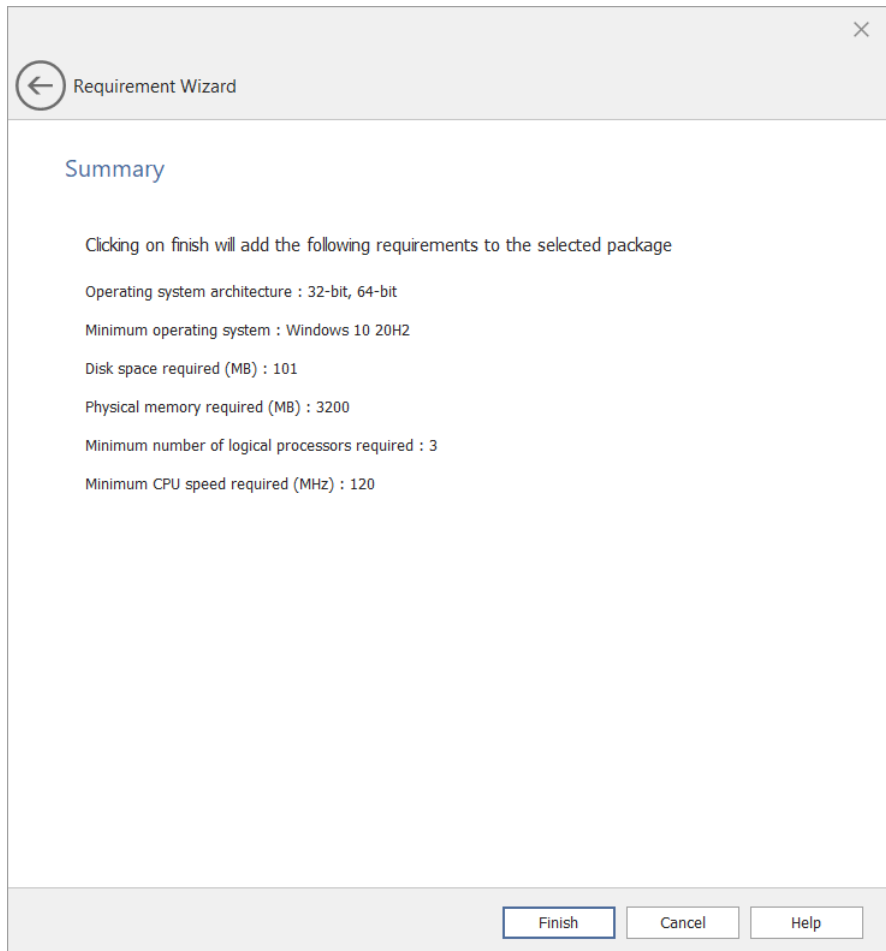 Requirement Wizard
Summary
Clicking on finish will add the following requirements to the selected package
Operating system architecture : 32-bit, 64-bit
Minimum operating system : Windows 10 20H2
Disk space required (MB) : 101
Physical memory required (MB) : 3200
Minimum number of logical processors required : 3
Minimum CPU speed required (MHz) : 120
Finish Cancel Help